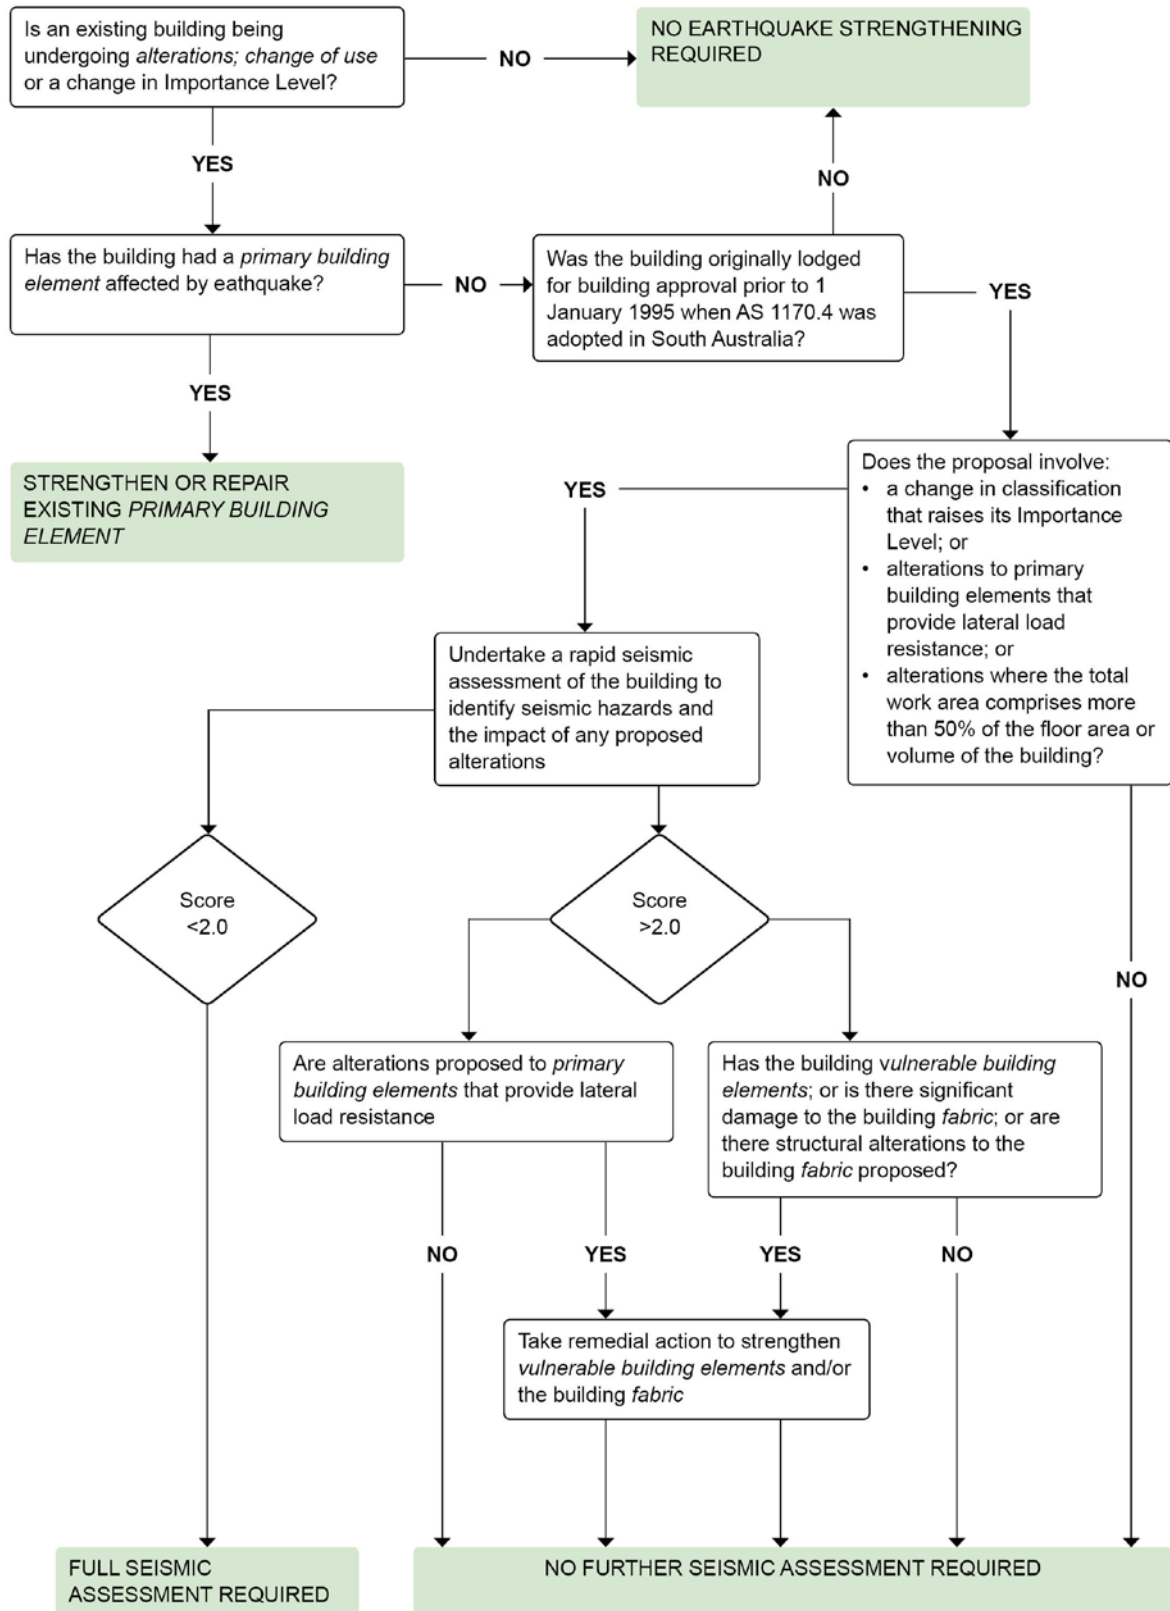 Is an existing building being
undergoing alterations; change of use
or a change in Importance Level?
NO
NO EARTHQUAKE STRENGTHENING
REQUIRED
YES
NO
Has the building had a primary building
element affected by eathquake?
NO
Was the building originally lodged
for building approval prior to 1
January 1995 when AS 1170.4 was
adopted in South Australia?
YES
YES
STRENGTHEN OR REPAIR
EXISTING PRIMARY BUILDING
ELEMENT
YES
Does the proposal involve:
• a change in classification
that raises its Importance
Level; or
• alterations to primary
building elements that
provide lateral load
resistance; or
• alterations where the total
work area comprises more
than 50% of the floor area or
volume of the building?
Undertake a rapid seismic
assessment of the building to
identify seismic hazards and
the impact of any proposed
alterations
Score
<2.0
Score
>2.0
NO
Are alterations proposed to primary
building elements that provide lateral
load resistance
Has the building vulnerable building
elements; or is there significant
damage to the building fabric; or are
there structural alterations to the
building fabric proposed?
NO
YES
YES
NO
Take remedial action to strengthen
vulnerable building elements and/or
the building fabric
FULL SEISMIC
ASSESSMENT REQUIRED
NO FURTHER SEISMIC ASSESSMENT REQUIRED